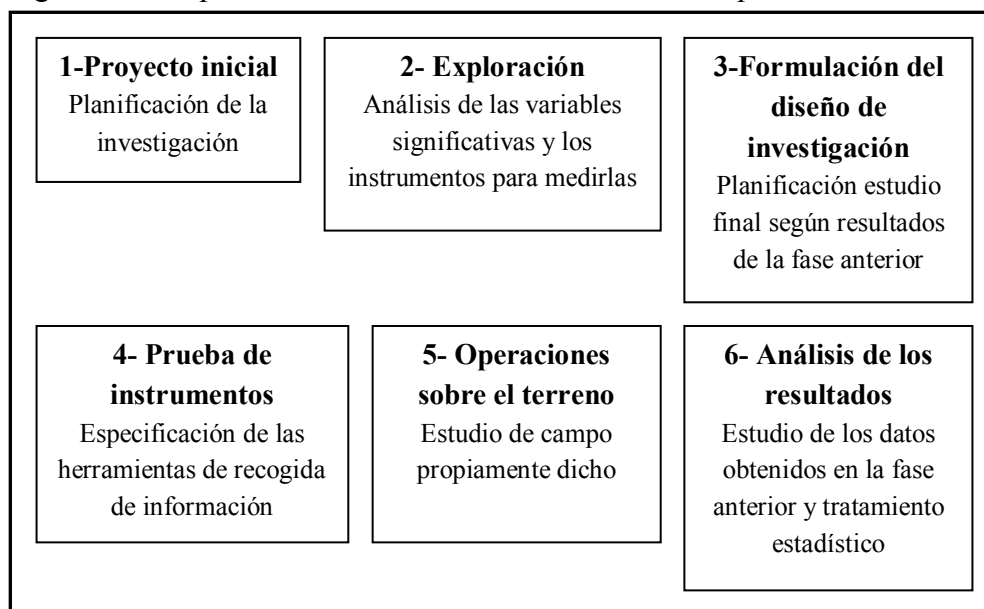 1-Proyecto inicial
Planificación de la
investigación
2- Exploración
Análisis de las variables
significativas y los
instrumentos para medirlas
3-Formulación del
diseño de
investigación
Planificación estudio
final según resultados
de la fase anterior
4- Prueba de
instrumentos
Especificación de las
herramientas de recogida
de información
5- Operaciones
sobre el terreno
Estudio de campo
propiamente dicho
6- Análisis de los
resultados
Estudio de los datos
obtenidos en la fase
anterior y tratamiento
estadístico